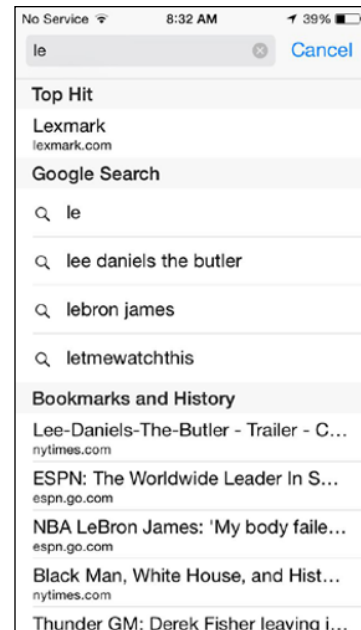 No Service 8:32 AM 39%
le Cancel
Top Hit
Lexmark
lexmark.com
Google Search
le
lee daniels the butler
lebron james
letmewatchthis
Bookmarks and History
Lee-Daniels-The-Butler - Trailer - C...
nytimes.com
ESPN: The Worldwide Leader In S...
espn.go.com
NBA LeBron James: 'My body faile...
espn.go.com
Black Man, White House, and Hist...
nytimes.com
Thunder GM: Derek Fisher leaving i...